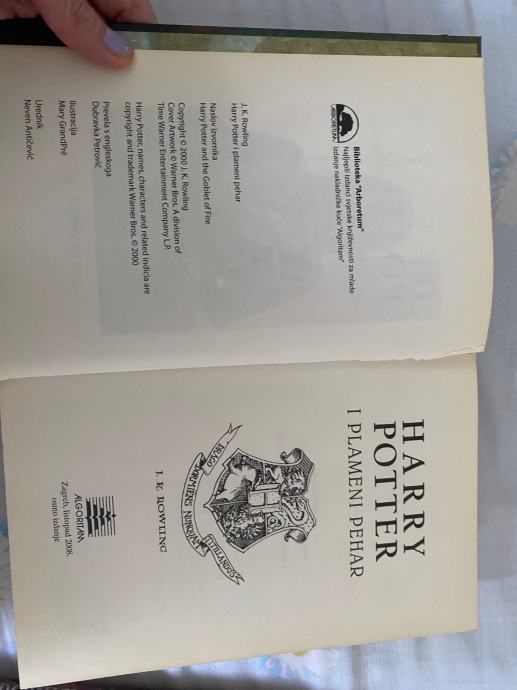 ARBORETUM
Biblioteka "Arboretum"
Najljepši izdanci svjetske književnosti za mlade
Izdanje nakladničke kuće "Algoritam"
J. K. Rowling
Harry Potter i plameni pehar
Naslov izvornika
Harry Potter and the Goblet of Fire
Copyright © 2000 J. K. Rowling
Cover Artwork © Warner Bros. A division of
Time Warner Entertainment Company L.P.
Harry Potter, names, characters and related indicia are
copyright and trademark Warner Bros. © 2000
Prevela s engleskoga
Dubravka Petrović
Ilustracija
Mary GrandPré
Urednik
Neven Antičević
HARRY
POTTER
I PLAMENI PEHAR
DRACO DORMIENS NUNQUAM TITILLANDUS
J. K. ROWLING
ALGORITAM
Zagreb, listopad 2008.
osmo izdanje